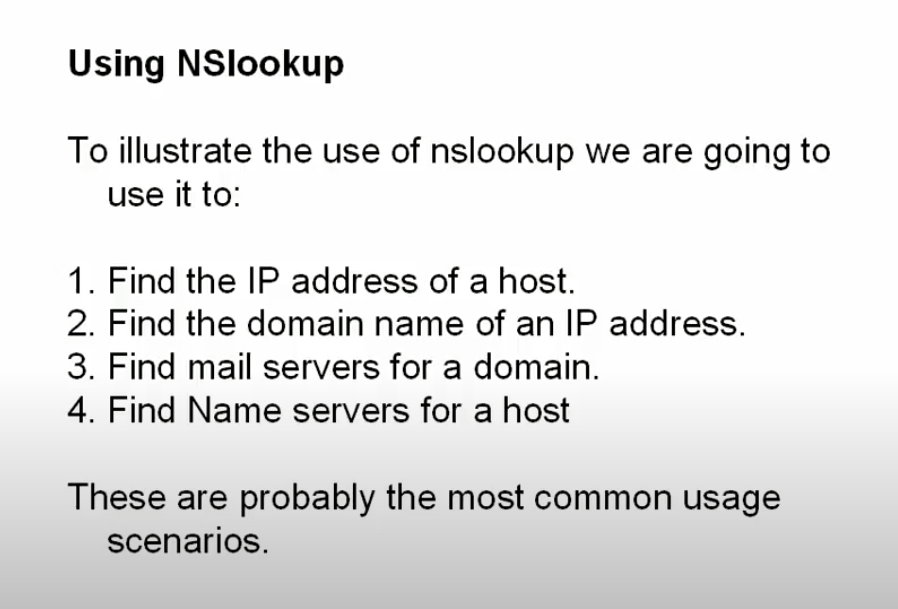 Using NSlookup
To illustrate the use of nslookup we are going to
use it to:
1. Find the IP address of a host.
2. Find the domain name of an IP address.
3. Find mail servers for a domain.
4. Find Name servers for a host
These are probably the most common usage
scenarios.